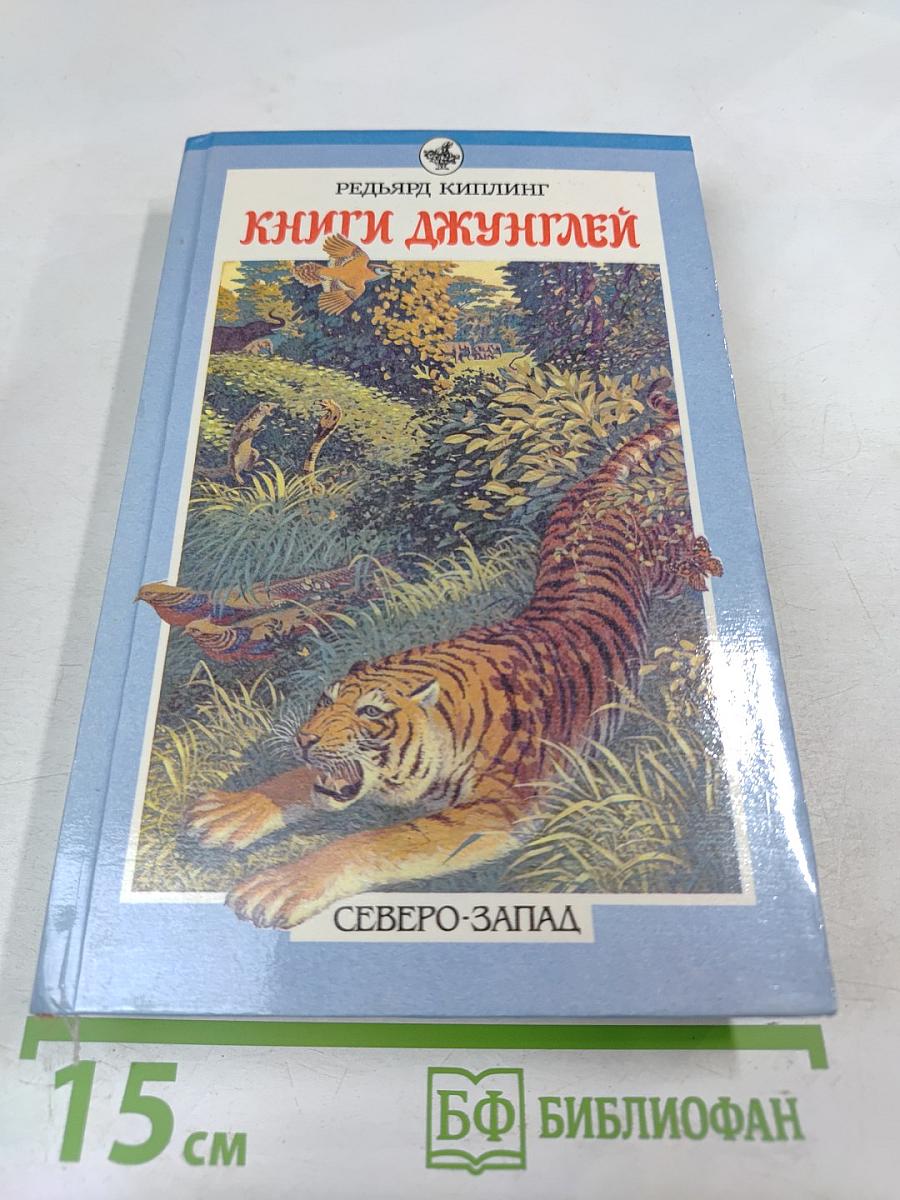 РЕДЬЯРД КИПЛИНГ
КНИГИ ДЖУНГЛЕЙ
СЕВЕРО-ЗАПАД
15 см
БФ БИБЛИОФАН